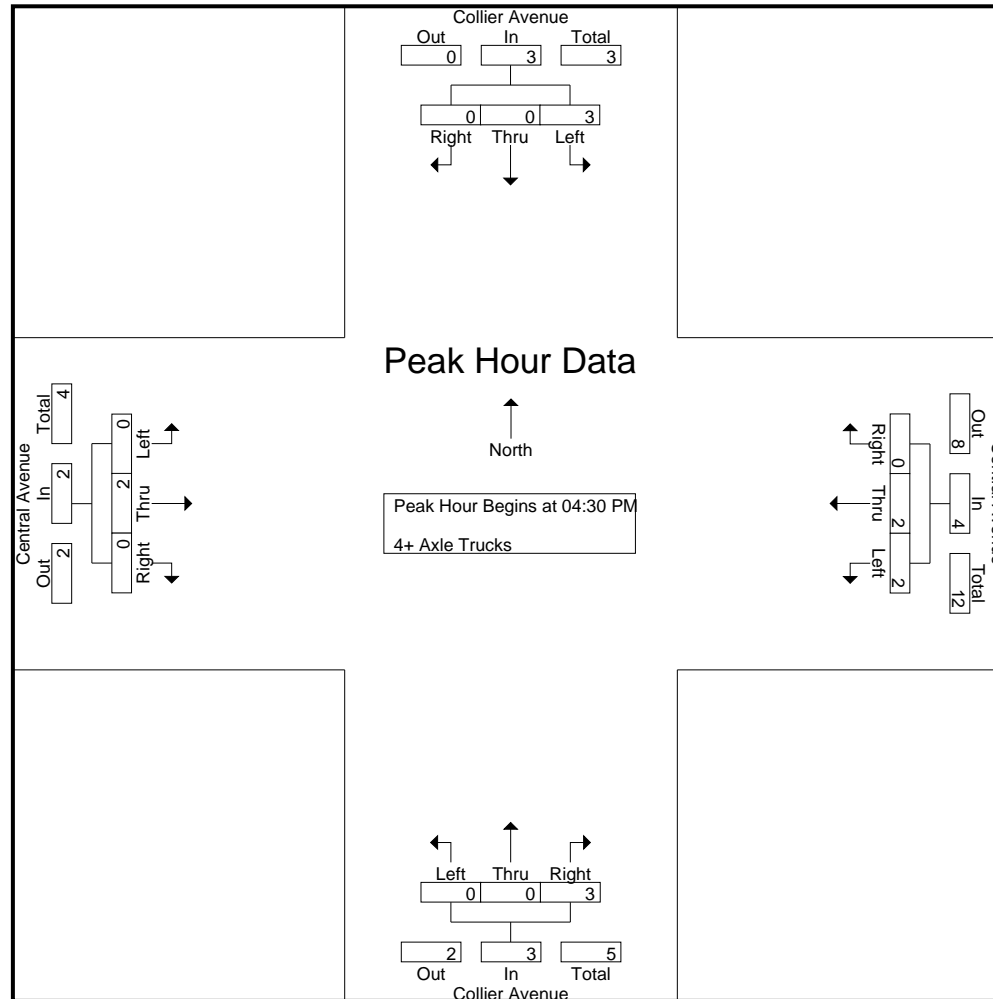 Collier Avenue
Out In Total
0 3 3
0 0 3
Right Thru Left
Peak Hour Data
North
Peak Hour Begins at 04:30 PM
4+ Axle Trucks
Central Avenue
Out In Total
2 2 4
Right Thru Left
0 2 0
Out In Total
8 4 12
Right Thru Left
0 2 2
Left Thru Right
0 0 3
2 3 5
Out In Total
Collier Avenue